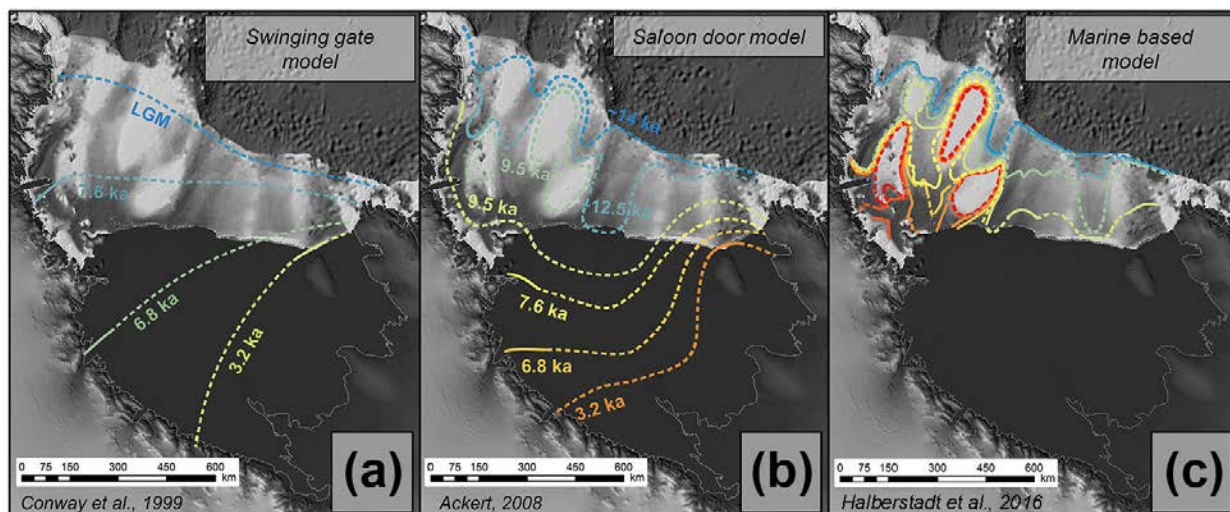 Swinging gate
model
LGM
7.6 ka
6.8 ka
3.2 ka
0 75 150 300 450 600
km
(a)
Conway et al., 1999
Saloon door model
~14 ka
9.5 ka
~12.5 ka
9.5 ka
7.6 ka
6.8 ka
3.2 ka
0 75 150 300 450 600
km
(b)
Ackert, 2008
Marine based
model
0 75 150 300 450 600
km
(c)
Halberstadt et al., 2016